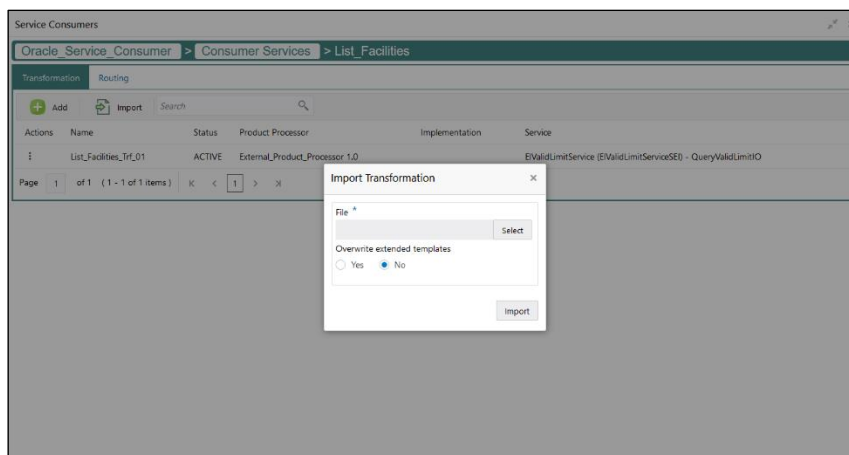 Service Consumers
Oracle_Service_Consumer > Consumer Services > List_Facilities
Transformation Routing
Add Import Search
Actions Name Status Product Processor Implementation Service
List_Facilities_Trf_01 ACTIVE External_Product_Processor 1.0 ElValidLimitService (ElValidLimitServiceSEI) - QueryValidLimitIO
Page 1 of 1 (1 - 1 of 1 items) K < 1 > >|
Import Transformation ×
File *
Select
Overwrite extended templates
Yes No
Import